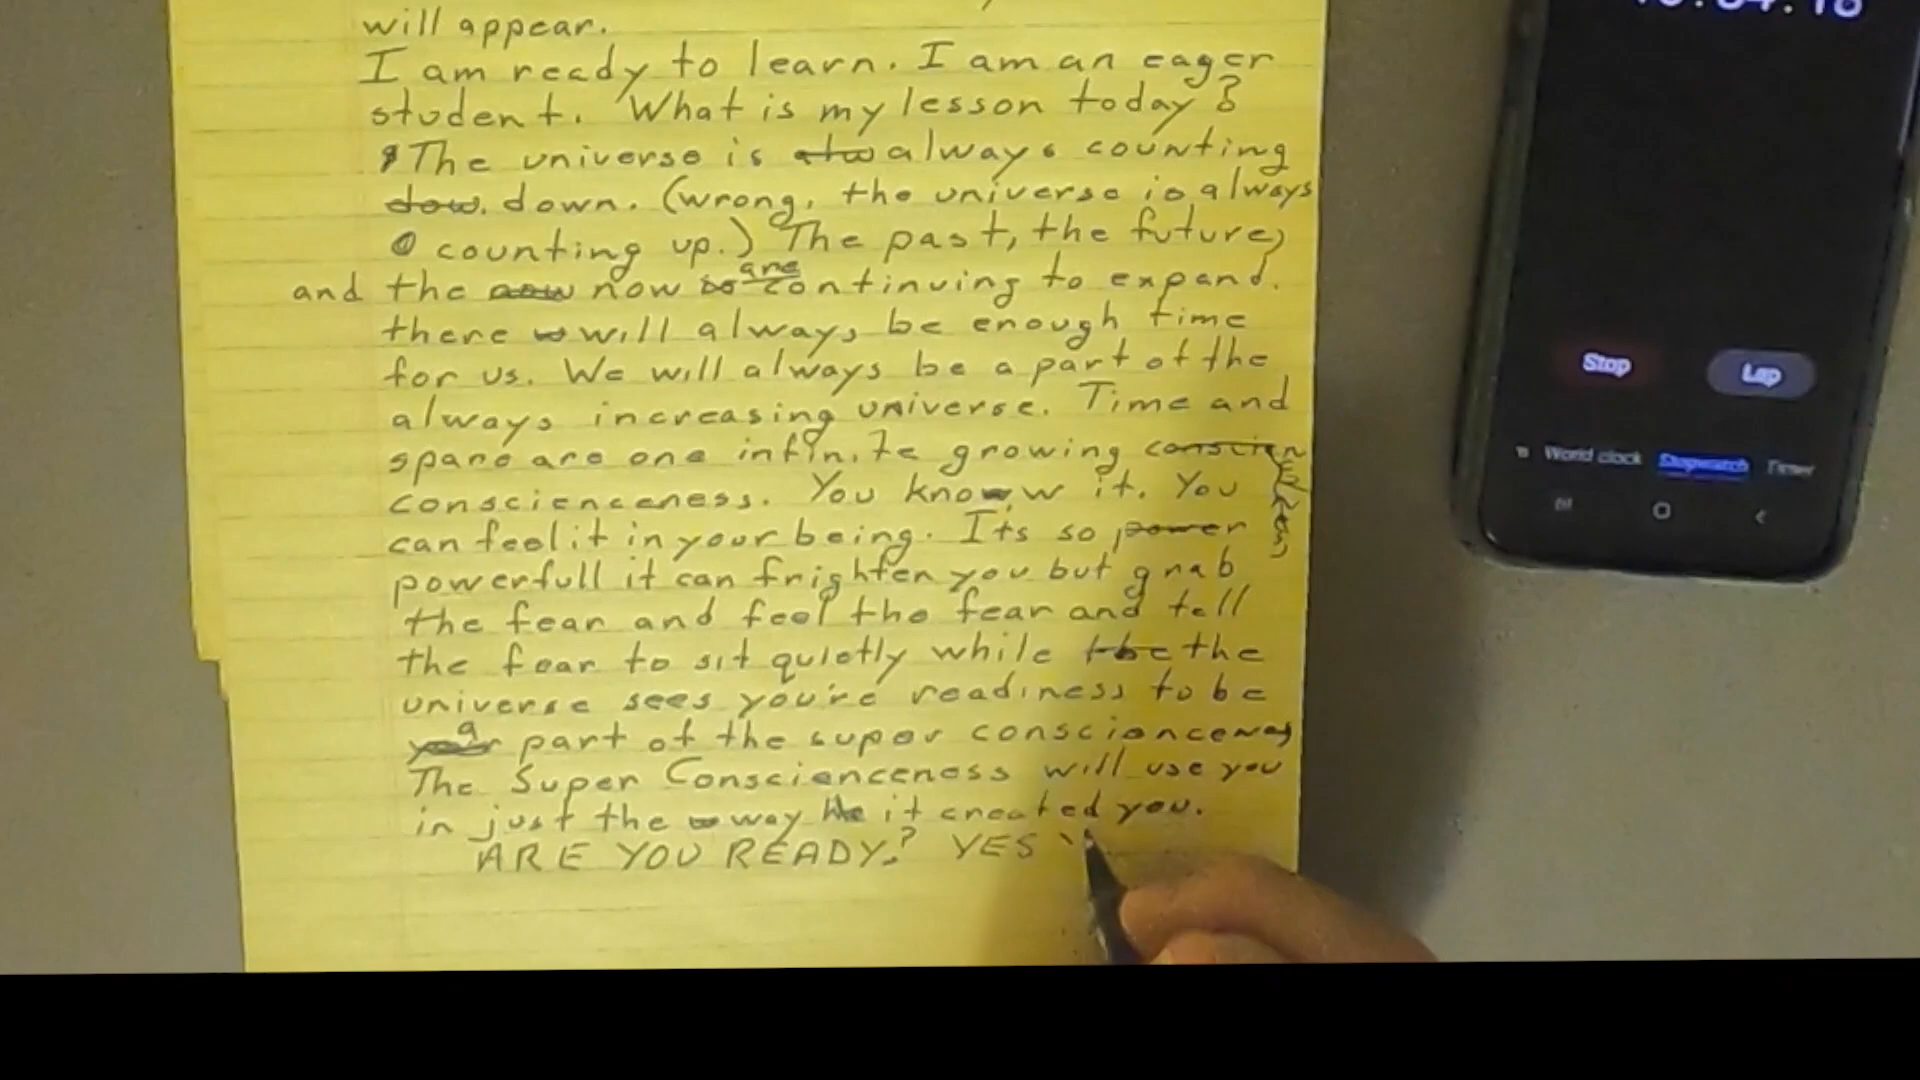 will appear.
I am ready to learn. I am an eager
student. What is my lesson today?
The universe is always counting
down. (wrong, the universe is always
counting up.) The past, the future,
and the now are continuing to expand.
there will always be enough time
for us. We will always be a part of the
always increasing universe. Time and
spane are one infinite growing conscien
conscienceness. You know it. You
can feel it in your being. It's so power
powerfull it can frighten you but grab
the fear and feel the fear and tell
the fear to sit quietly while the
universe sees you're readiness to be
a part of the super conscienceness
The Super Conscienceness will use you
in just the way it created you.
ARE YOU READY? YES
Stop
Lap
World clock
Stopwatch
Timer